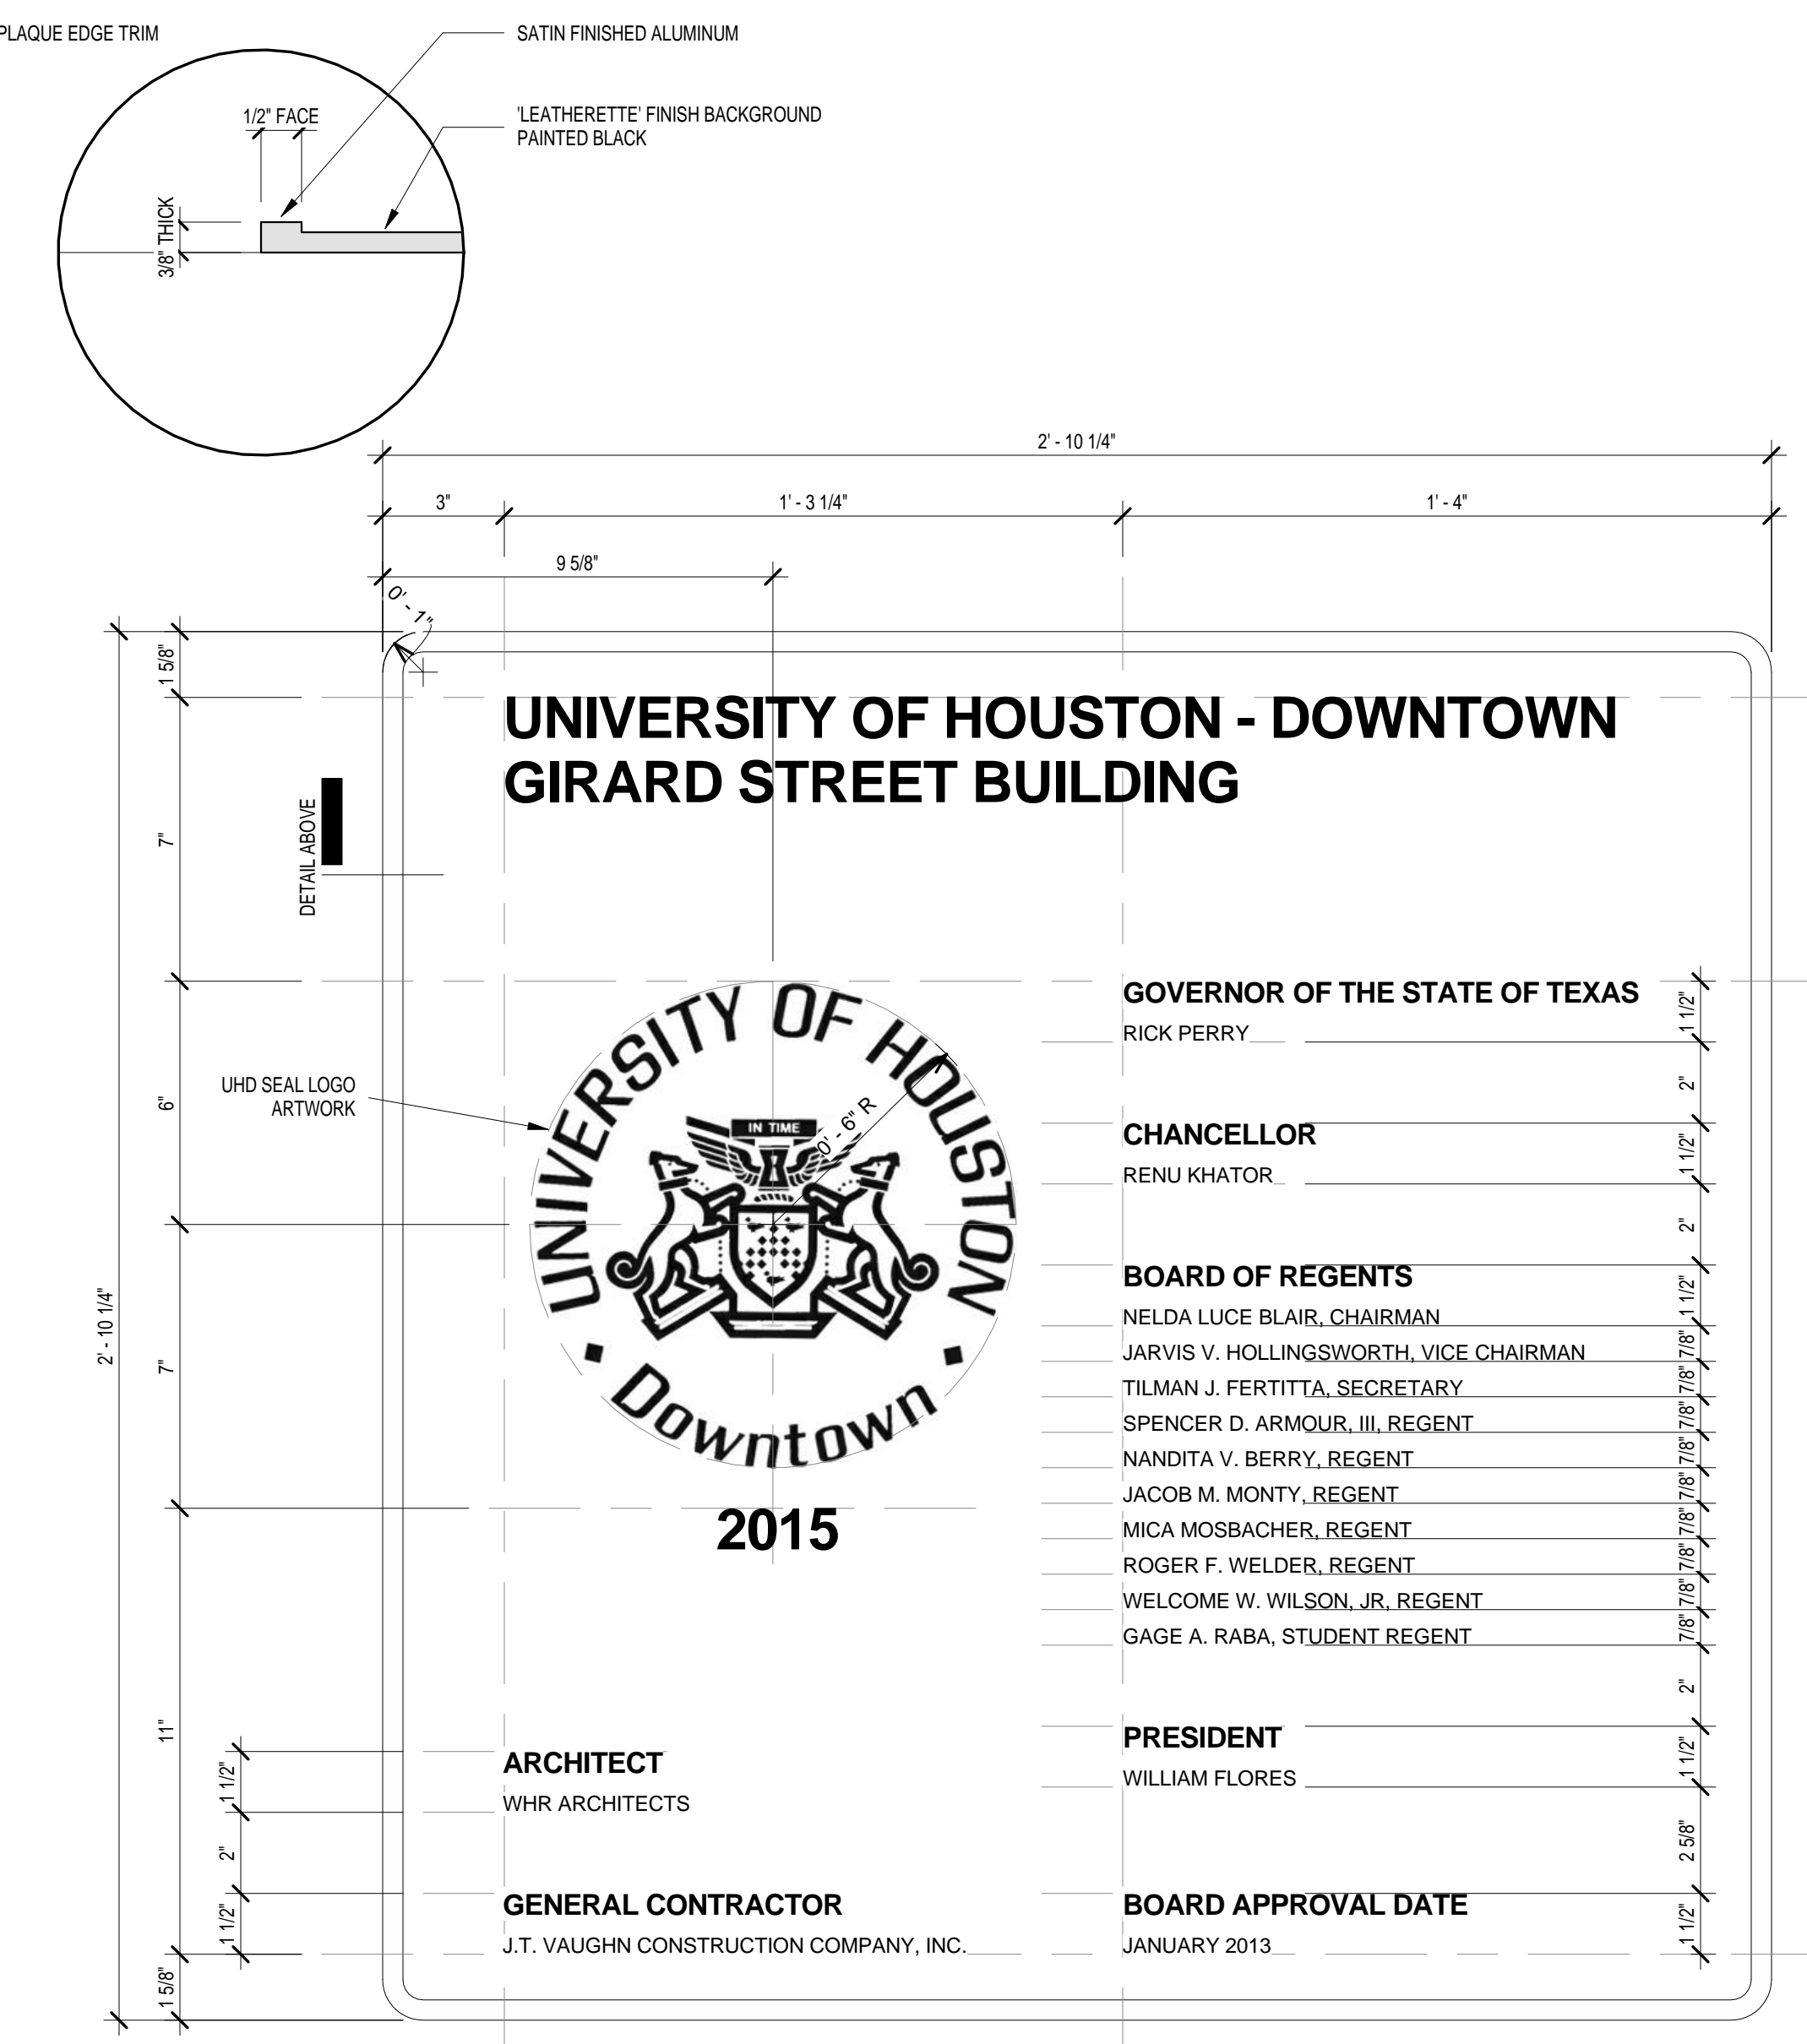 PLAQUE EDGE TRIM
SATIN FINISHED ALUMINUM
1/2" FACE
'LEATHERETTE' FINISH BACKGROUND
PAINTED BLACK
3/8" THICK
2' - 10 1/4"
3"
1' - 3 1/4"
1' - 4"
9 5/8"
0' - 1"
1 5/8"
7"
6"
7"
11"
1 5/8"
2' - 10 1/4"
DETAIL ABOVE
UNIVERSITY OF HOUSTON - DOWNTOWN
GIRARD STREET BUILDING
UHD SEAL LOGO
ARTWORK
UNIVERSITY OF HOUSTON
IN TIME
0' - 6" R
Downtown
2015
GOVERNOR OF THE STATE OF TEXAS
RICK PERRY
1 1/2"
2"
CHANCELLOR
RENU KHATOR
1 1/2"
2"
BOARD OF REGENTS
NELDA LUCE BLAIR, CHAIRMAN
1 1/2"
JARVIS V. HOLLINGSWORTH, VICE CHAIRMAN
7/8"
TILMAN J. FERTITTA, SECRETARY
7/8"
SPENCER D. ARMOUR, III, REGENT
7/8"
NANDITA V. BERRY, REGENT
7/8"
JACOB M. MONTY, REGENT
7/8"
MICA MOSBACHER, REGENT
7/8"
ROGER F. WELDER, REGENT
7/8"
WELCOME W. WILSON, JR, REGENT
7/8"
GAGE A. RABA, STUDENT REGENT
7/8"
2"
PRESIDENT
WILLIAM FLORES
1 1/2"
2 5/8"
ARCHITECT
WHR ARCHITECTS
1 1/2"
2"
GENERAL CONTRACTOR
J.T. VAUGHN CONSTRUCTION COMPANY, INC.
1 1/2"
BOARD APPROVAL DATE
JANUARY 2013
1 1/2"